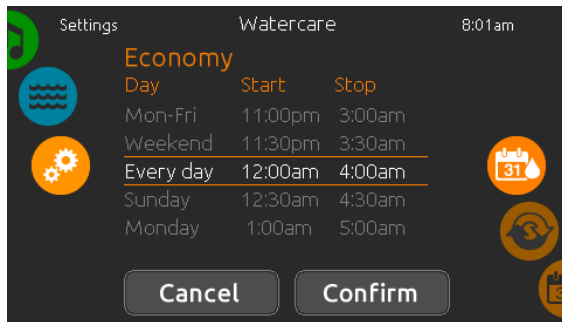 Settings Watercare 8:01am
Economy
Day Start Stop
Mon-Fri 11:00pm 3:00am
Weekend 11:30pm 3:30am
Every day 12:00am 4:00am
31
Sunday 12:30am 4:30am
Monday 1:00am 5:00am
Cancel Confirm